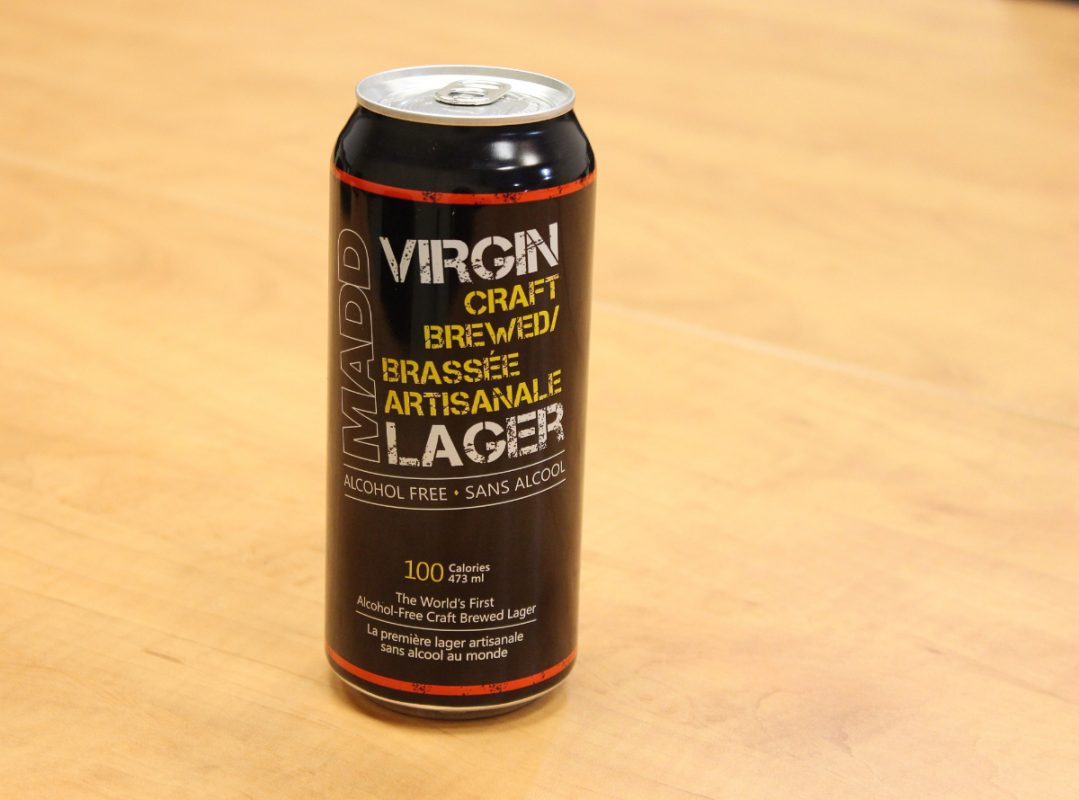 MADD
VIRGIN
CRAFT
BREWED/
BRASSÉE
ARTISANALE
LAGER
ALCOHOL FREE • SANS ALCOOL
100 Calories
473 ml
The World's First
Alcohol-Free Craft Brewed Lager
La première lager artisanale
sans alcool au monde